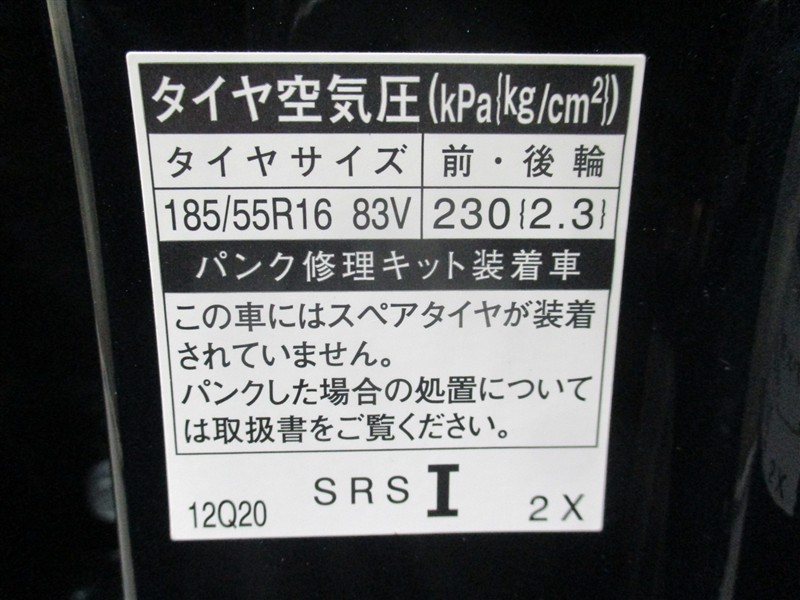 タイヤ空気圧(kPa{kg/cm²})
タイヤサイズ 前・後輪
185/55R16 83V 230{2.3}
パンク修理キット装着車
この車にはスペアタイヤが装着
されていません。
パンクした場合の処置について
は取扱書をご覧ください。
12Q20 SRS I 2X